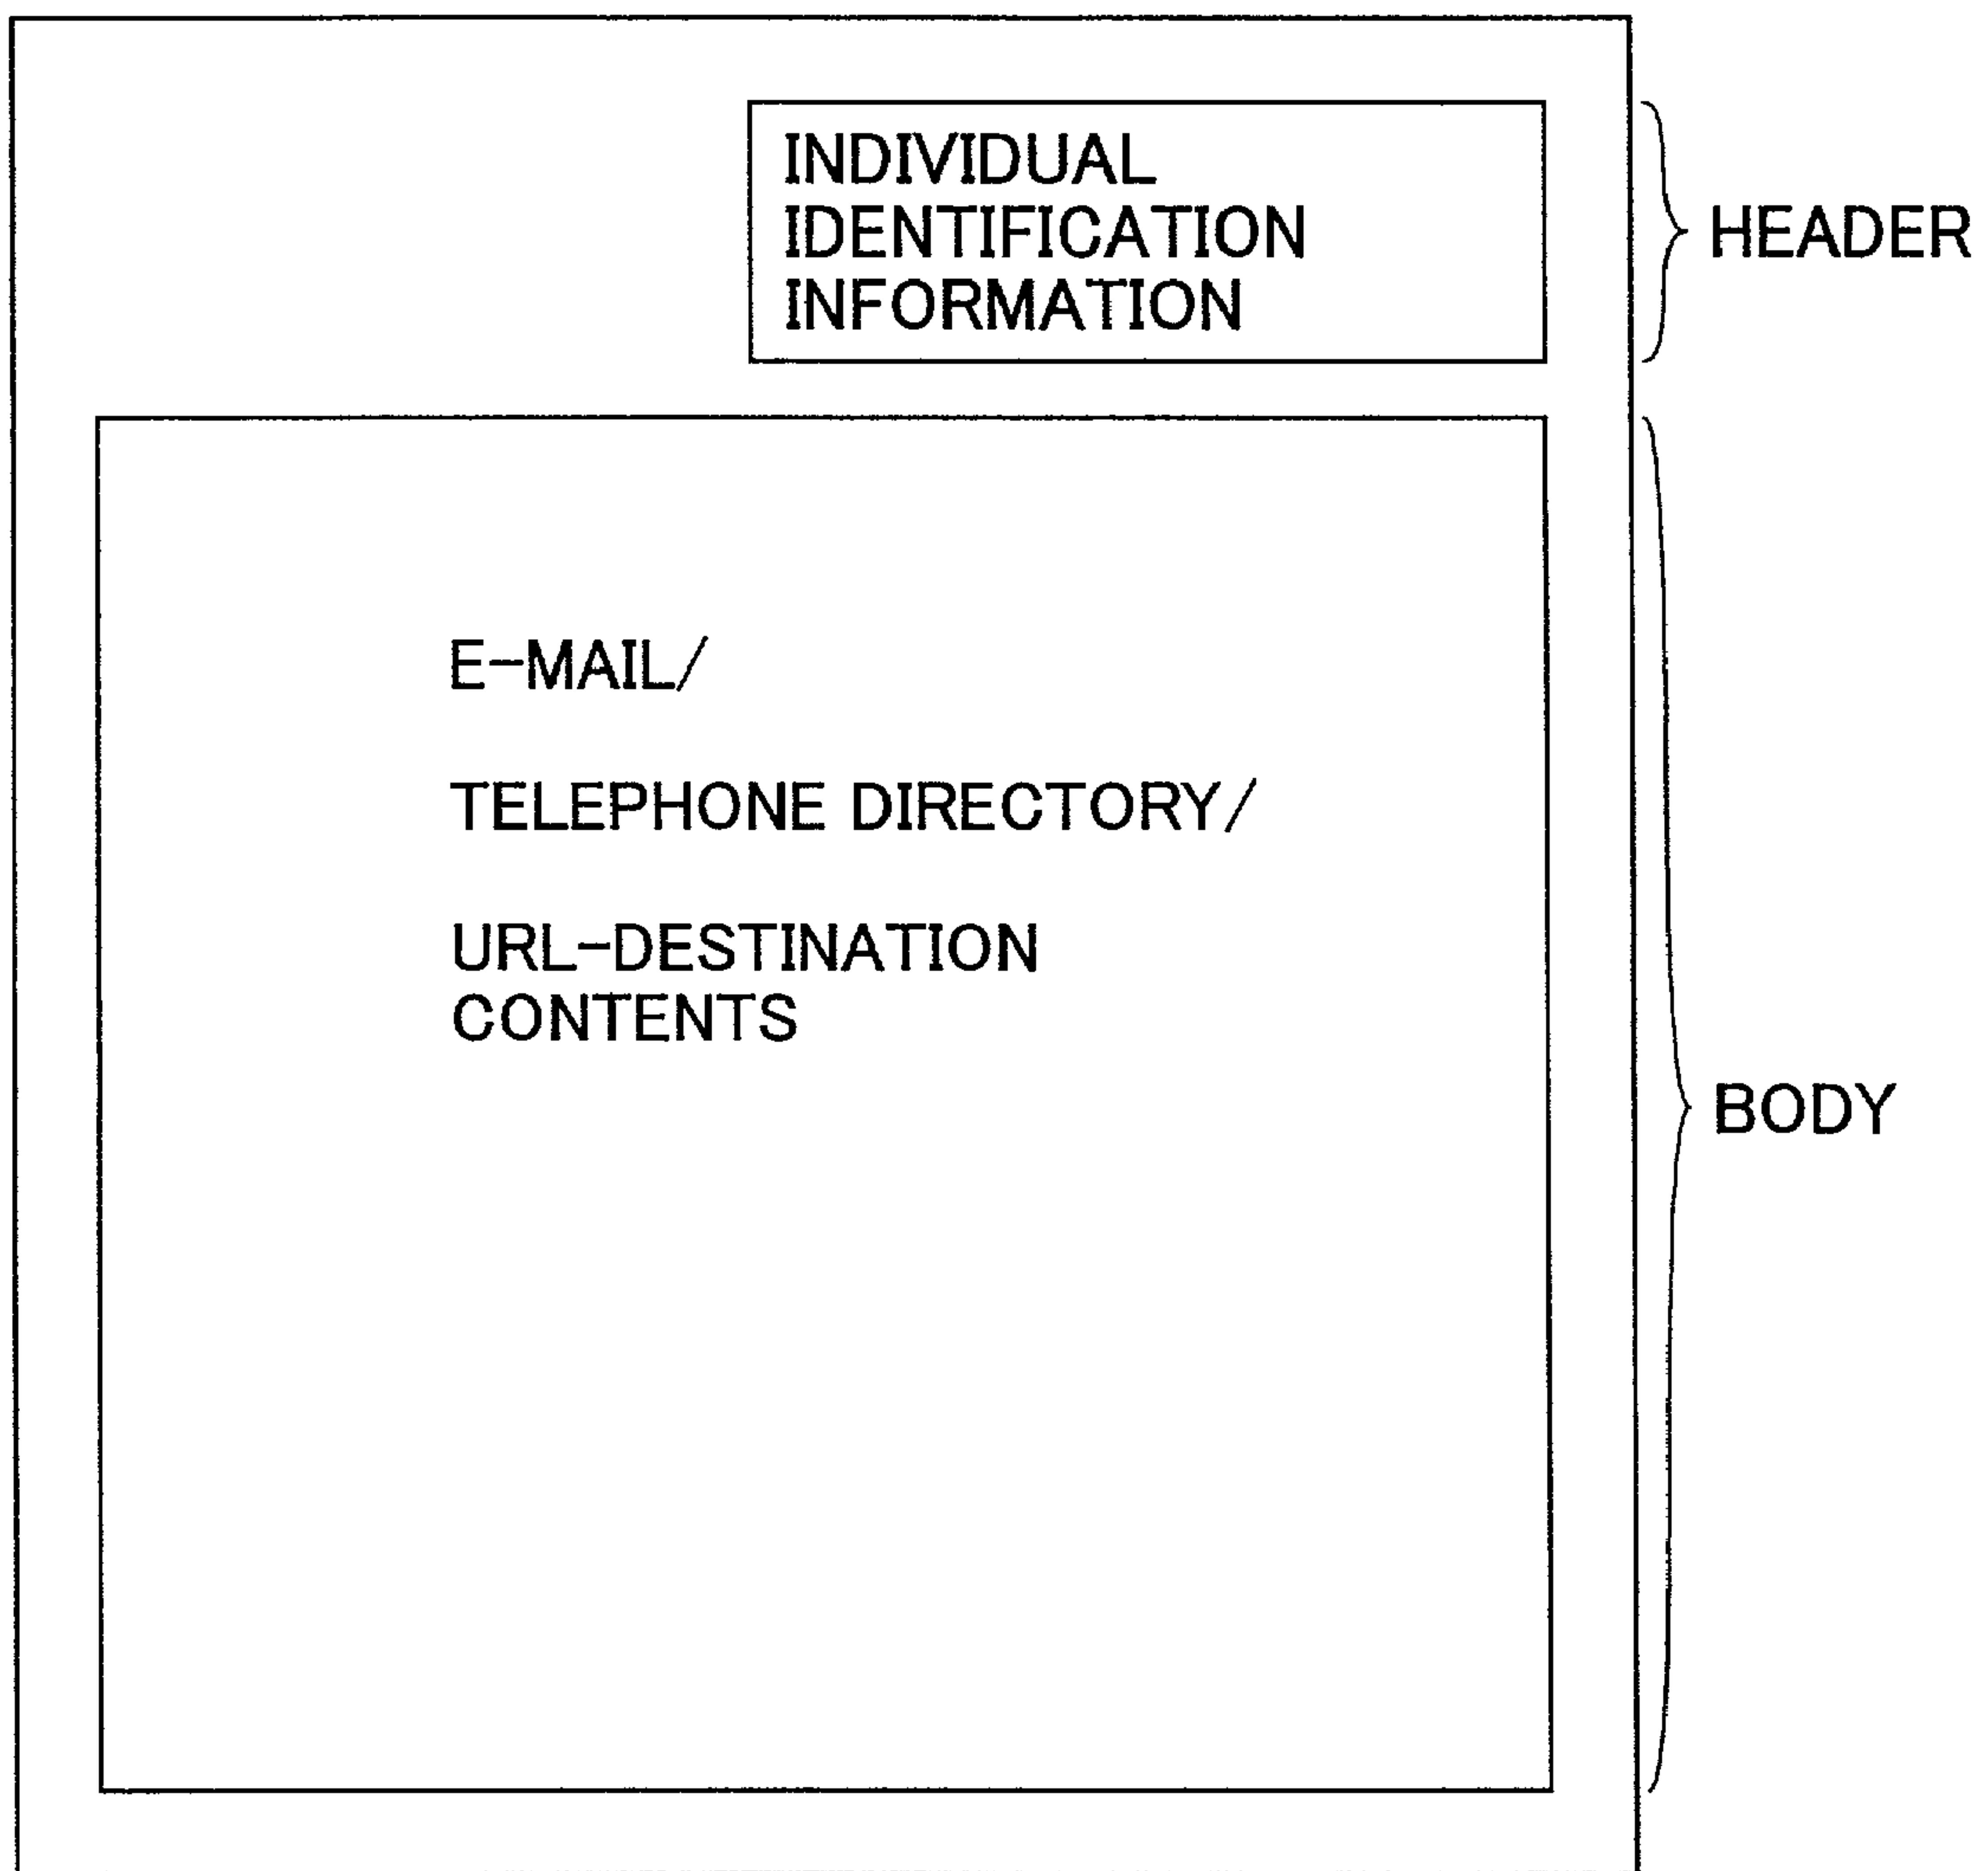 INDIVIDUAL
IDENTIFICATION
INFORMATION
HEADER
E-MAIL/
TELEPHONE DIRECTORY/
URL-DESTINATION
CONTENTS
BODY